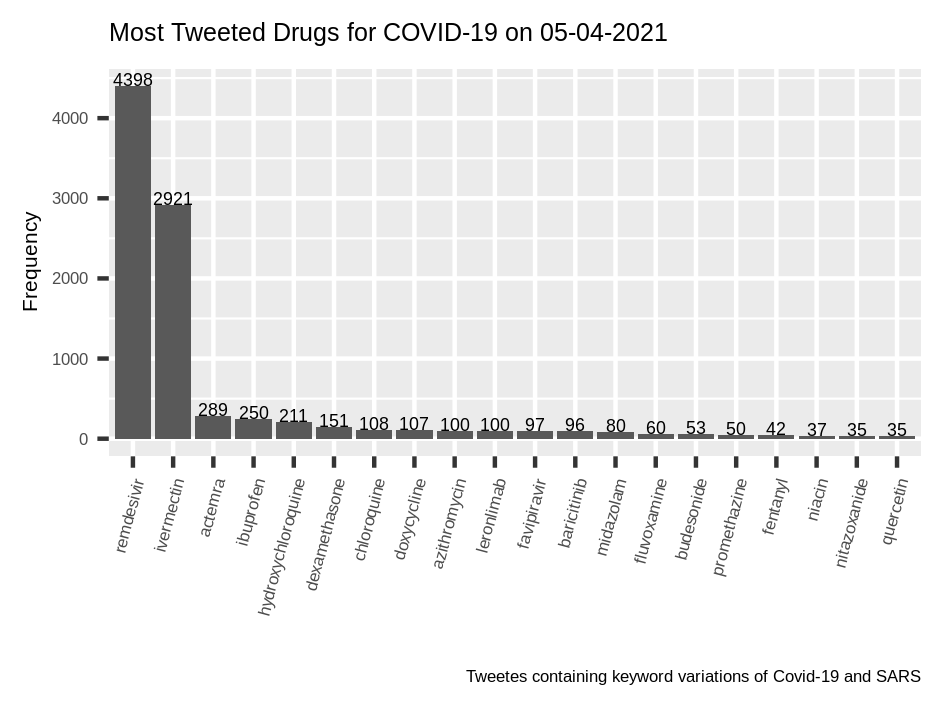 Most Tweeted Drugs for COVID-19 on 05-04-2021
Frequency
4000
3000
2000
1000
0
4398
2921
289
250
211
151
108
107
100
100
97
96
80
60
53
50
42
37
35
35
remdesivir
ivermectin
actemra
ibuprofen
hydroxychloroquine
dexamethasone
chloroquine
doxycycline
azithromycin
leronlimab
favipiravir
baricitinib
midazolam
fluvoxamine
budesonide
promethazine
fentanyl
niacin
nitazoxanide
quercetin
Tweetes containing keyword variations of Covid-19 and SARS